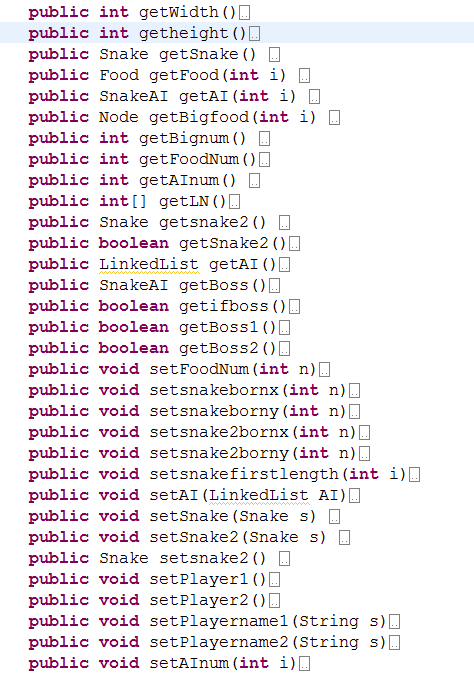 public int getWidth()
public int getheight()
public Snake getSnake()
public Food getFood(int i)
public SnakeAI getAI(int i)
public Node getBigfood(int i)
public int getBignum()
public int getFoodNum()
public int getAInum()
public int[] getLN()
public Snake getsnake2()
public boolean getSnake2()
public LinkedList getAI()
public SnakeAI getBoss()
public boolean getifboss()
public boolean getBoss1()
public boolean getBoss2()
public void setFoodNum(int n)
public void setsnakebornx(int n)
public void setsnakeborny(int n)
public void setsnake2bornx(int n)
public void setsnake2borny(int n)
public void setsnakefirstlength(int i)
public void setAI(LinkedList AI)
public void setSnake(Snake s)
public void setSnake2(Snake s)
public Snake setsnake2()
public void setPlayer1()
public void setPlayer2()
public void setPlayername1(String s)
public void setPlayername2(String s)
public void setAInum(int i)